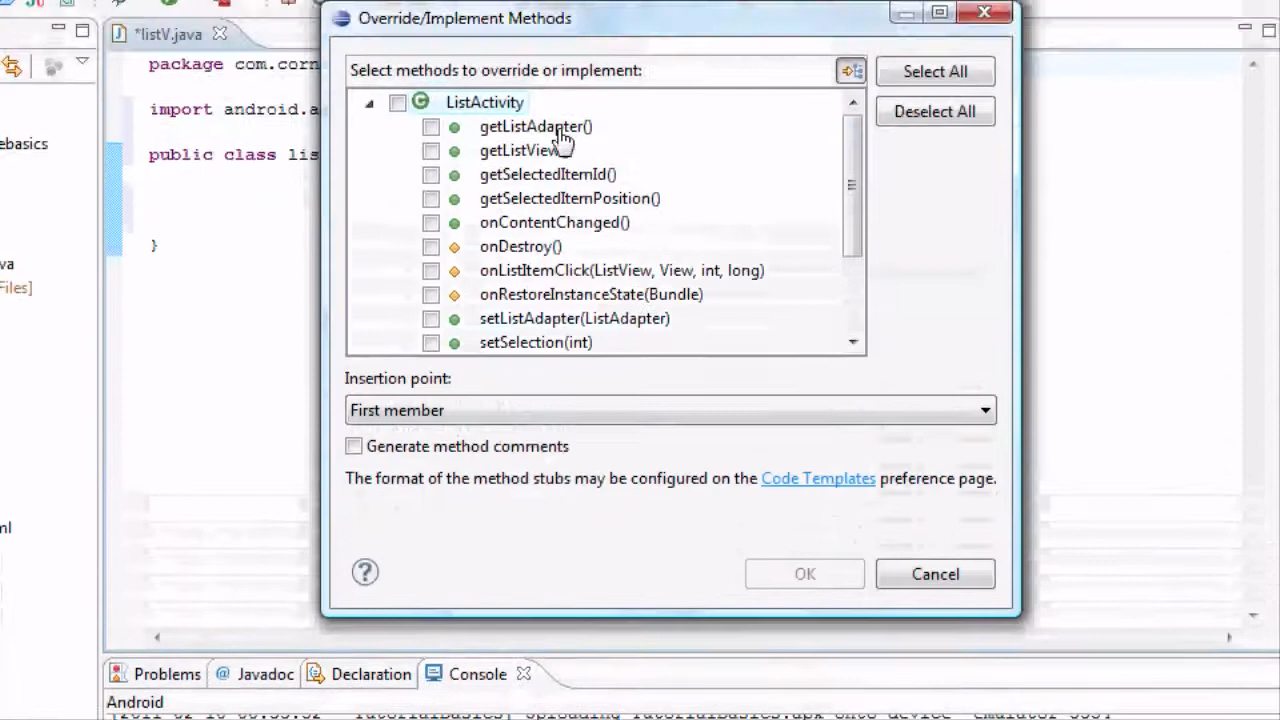 Override/Implement Methods
*listV.java
package com.corn
Select methods to override or implement:
Select All
ListActivity
import android.a
Deselect All
getListAdapter()
ebasics
public class lis
getListView
getSelectedItemId()
getSelectedItemPosition()
onContentChanged()
}
onDestroy()
va
onListItemClick(ListView, View, int, long)
Files]
onRestoreInstanceState(Bundle)
setListAdapter(ListAdapter)
setSelection(int)
Insertion point:
First member
Generate method comments
The format of the method stubs may be configured on the Code Templates preference page.
ml
?
OK
Cancel
Problems
@ Javadoc
Declaration
Console
Android